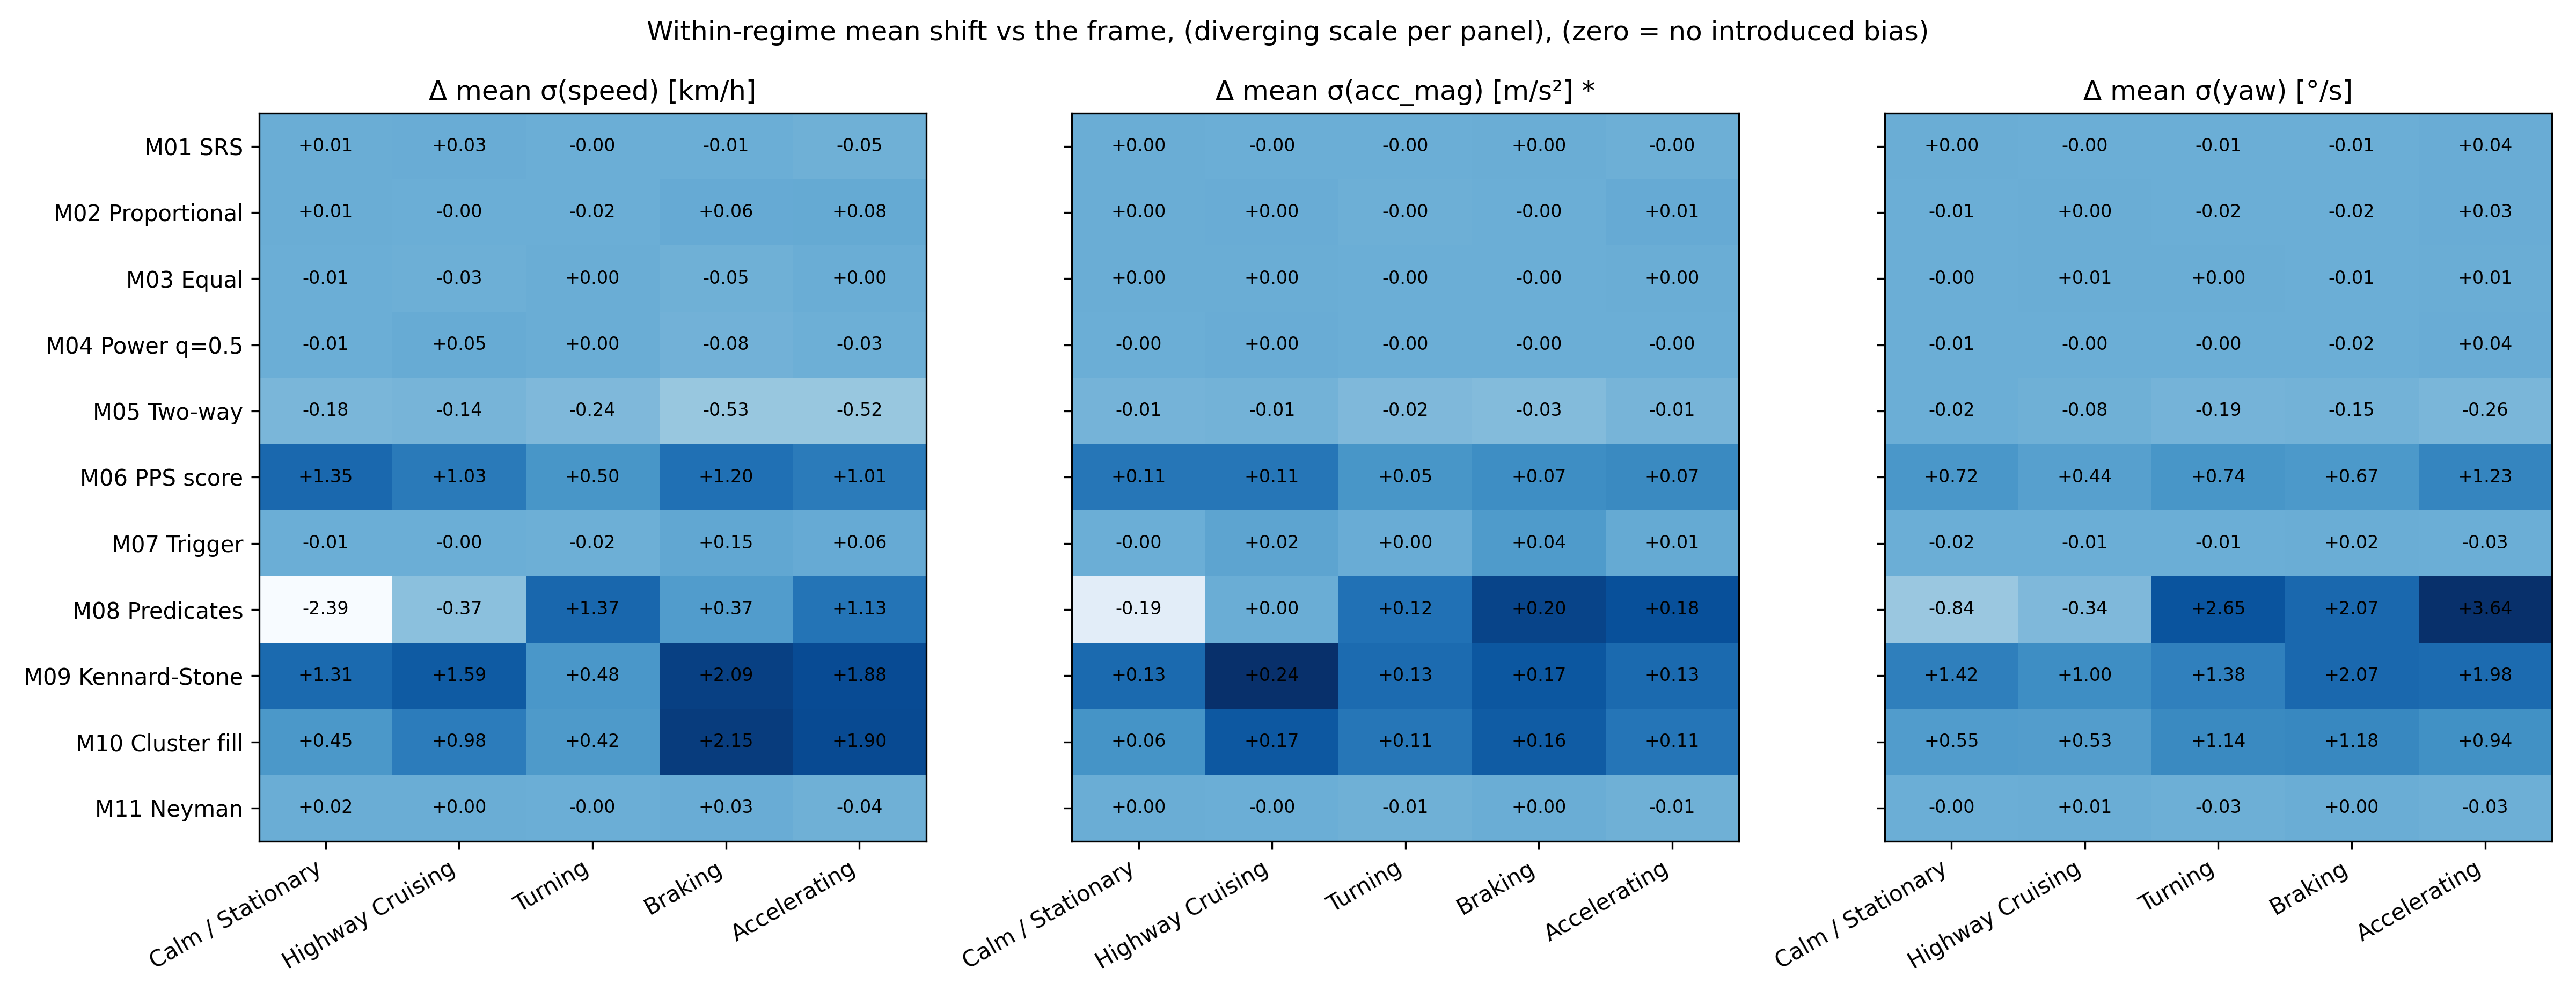 Within-regime mean shift vs the frame, (diverging scale per panel), (zero = no introduced bias)
Δ mean σ(speed) [km/h]
Δ mean σ(acc_mag) [m/s²] *
Δ mean σ(yaw) [°/s]
M01 SRS +0.01 +0.03 -0.00 -0.01 -0.05 +0.00 -0.00 -0.00 +0.00 -0.00 +0.00 -0.00 -0.01 -0.01 +0.04
M02 Proportional +0.01 -0.00 -0.02 +0.06 +0.08 +0.00 +0.00 -0.00 -0.00 +0.01 -0.01 +0.00 -0.02 -0.02 +0.03
M03 Equal -0.01 -0.03 +0.00 -0.05 +0.00 +0.00 +0.00 -0.00 -0.00 +0.00 -0.00 +0.01 +0.00 -0.01 +0.01
M04 Power q=0.5 -0.01 +0.05 +0.00 -0.08 -0.03 -0.00 +0.00 -0.00 -0.00 -0.00 -0.01 -0.00 -0.00 -0.02 +0.04
M05 Two-way -0.18 -0.14 -0.24 -0.53 -0.52 -0.01 -0.01 -0.02 -0.03 -0.01 -0.02 -0.08 -0.19 -0.15 -0.26
M06 PPS score +1.35 +1.03 +0.50 +1.20 +1.01 +0.11 +0.11 +0.05 +0.07 +0.07 +0.72 +0.44 +0.74 +0.67 +1.23
M07 Trigger -0.01 -0.00 -0.02 +0.15 +0.06 -0.00 +0.02 +0.00 +0.04 +0.01 -0.02 -0.01 -0.01 +0.02 -0.03
M08 Predicates -2.39 -0.37 +1.37 +0.37 +1.13 -0.19 +0.00 +0.12 +0.20 +0.18 -0.84 -0.34 +2.65 +2.07 +3.64
M09 Kennard-Stone +1.31 +1.59 +0.48 +2.09 +1.88 +0.13 +0.24 +0.13 +0.17 +0.13 +1.42 +1.00 +1.38 +2.07 +1.98
M10 Cluster fill +0.45 +0.98 +0.42 +2.15 +1.90 +0.06 +0.17 +0.11 +0.16 +0.11 +0.55 +0.53 +1.14 +1.18 +0.94
M11 Neyman +0.02 +0.00 -0.00 +0.03 -0.04 +0.00 -0.00 -0.01 +0.00 -0.01 -0.00 +0.01 -0.03 +0.00 -0.03
Calm / Stationary
Highway Cruising
Turning
Braking
Accelerating
Calm / Stationary
Highway Cruising
Turning
Braking
Accelerating
Calm / Stationary
Highway Cruising
Turning
Braking
Accelerating